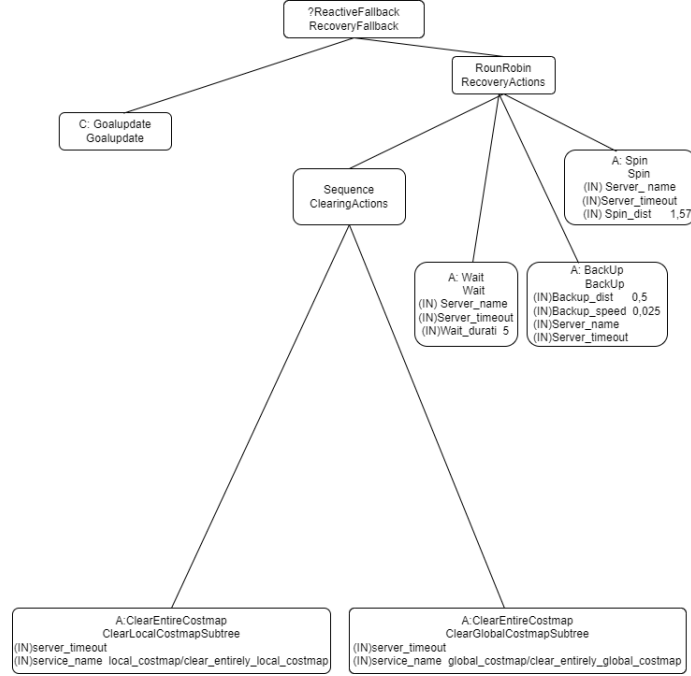 ?ReactiveFallback
RecoveryFallback
RounRobin
RecoveryActions
C: Goalupdate
Goalupdate
A: Spin
Spin
(IN) Server_ name
(IN)Server_timeout
(IN) Spin_dist 1,57
Sequence
ClearingActions
A: Wait
Wait
(IN) Server_name
(IN)Server_timeout
(IN)Wait_durati 5
A: BackUp
BackUp
(IN)Backup_dist 0,5
(IN)Backup_speed 0,025
(IN)Server_name
(IN)Server_timeout
A:ClearEntireCostmap
ClearLocalCostmapSubtree
(IN)server_timeout
(IN)service_name local_costmap/clear_entirely_local_costmap
A:ClearEntireCostmap
ClearGlobalCostmapSubtree
(IN)server_timeout
(IN)service_name global_costmap/clear_entirely_global_costmap